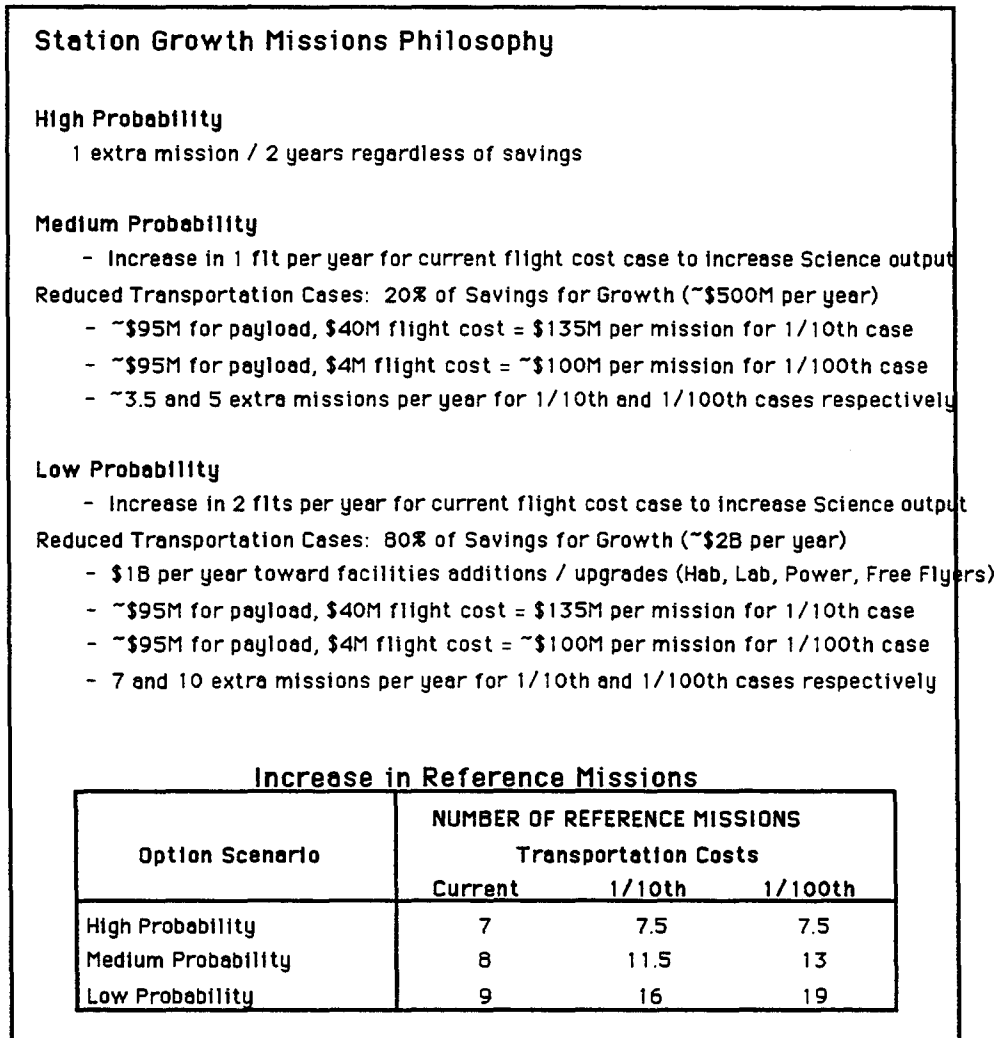 Station Growth Missions Philosophy
High Probability
1 extra mission / 2 years regardless of savings
Medium Probability
- Increase in 1 flt per year for current flight cost case to increase Science output
Reduced Transportation Cases: 20% of Savings for Growth (~$500M per year)
- ~$95M for payload, $40M flight cost = $135M per mission for 1/10th case
- ~$95M for payload, $4M flight cost = ~$100M per mission for 1/100th case
- ~3.5 and 5 extra missions per year for 1/10th and 1/100th cases respectively
Low Probability
- Increase in 2 flts per year for current flight cost case to increase Science output
Reduced Transportation Cases: 80% of Savings for Growth (~$2B per year)
- $1B per year toward facilities additions / upgrades (Hab, Lab, Power, Free Flyers)
- ~$95M for payload, $40M flight cost = $135M per mission for 1/10th case
- ~$95M for payload, $4M flight cost = ~$100M per mission for 1/100th case
- 7 and 10 extra missions per year for 1/10th and 1/100th cases respectively
Increase in Reference Missions
NUMBER OF REFERENCE MISSIONS
Option Scenario Transportation Costs
Current 1/10th 1/100th
High Probability 7 7.5 7.5
Medium Probability 8 11.5 13
Low Probability 9 16 19